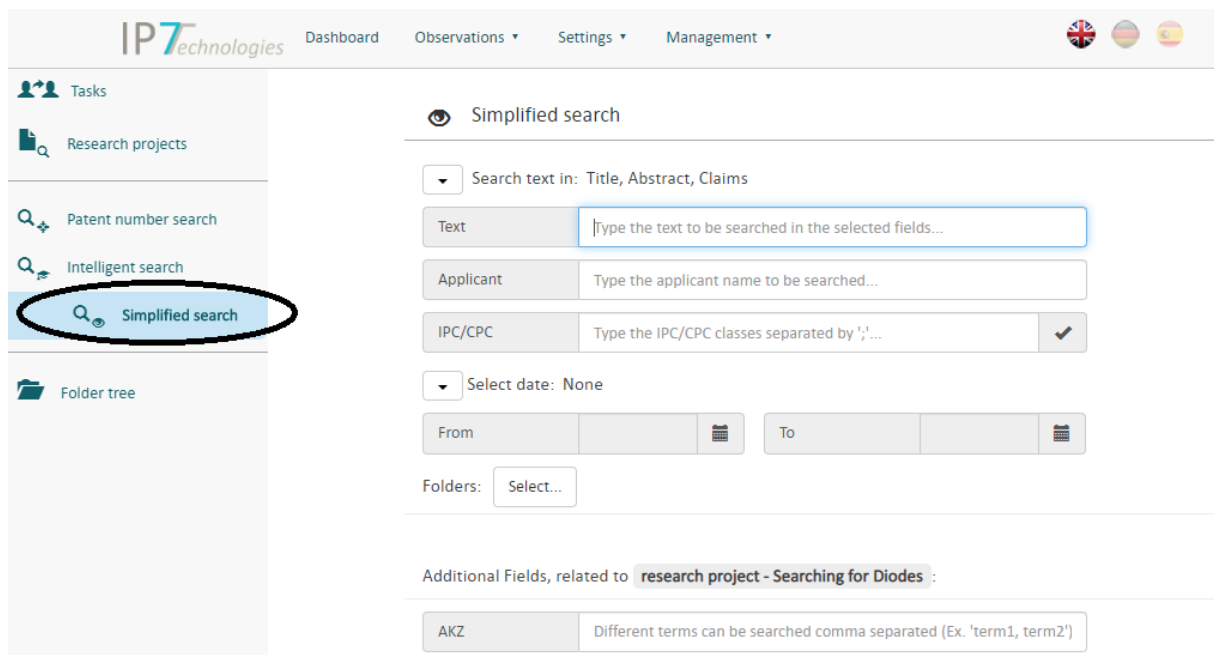 IP7Technologies Dashboard Observations Settings Management
Tasks
Research projects
Patent number search
Intelligent search
Simplified search
Folder tree
Simplified search
Search text in: Title, Abstract, Claims
Text Type the text to be searched in the selected fields...
Applicant Type the applicant name to be searched...
IPC/CPC Type the IPC/CPC classes separated by ';'...
Select date: None
From To
Folders: Select...
Additional Fields, related to research project - Searching for Diodes :
AKZ Different terms can be searched comma separated (Ex. 'term1, term2')